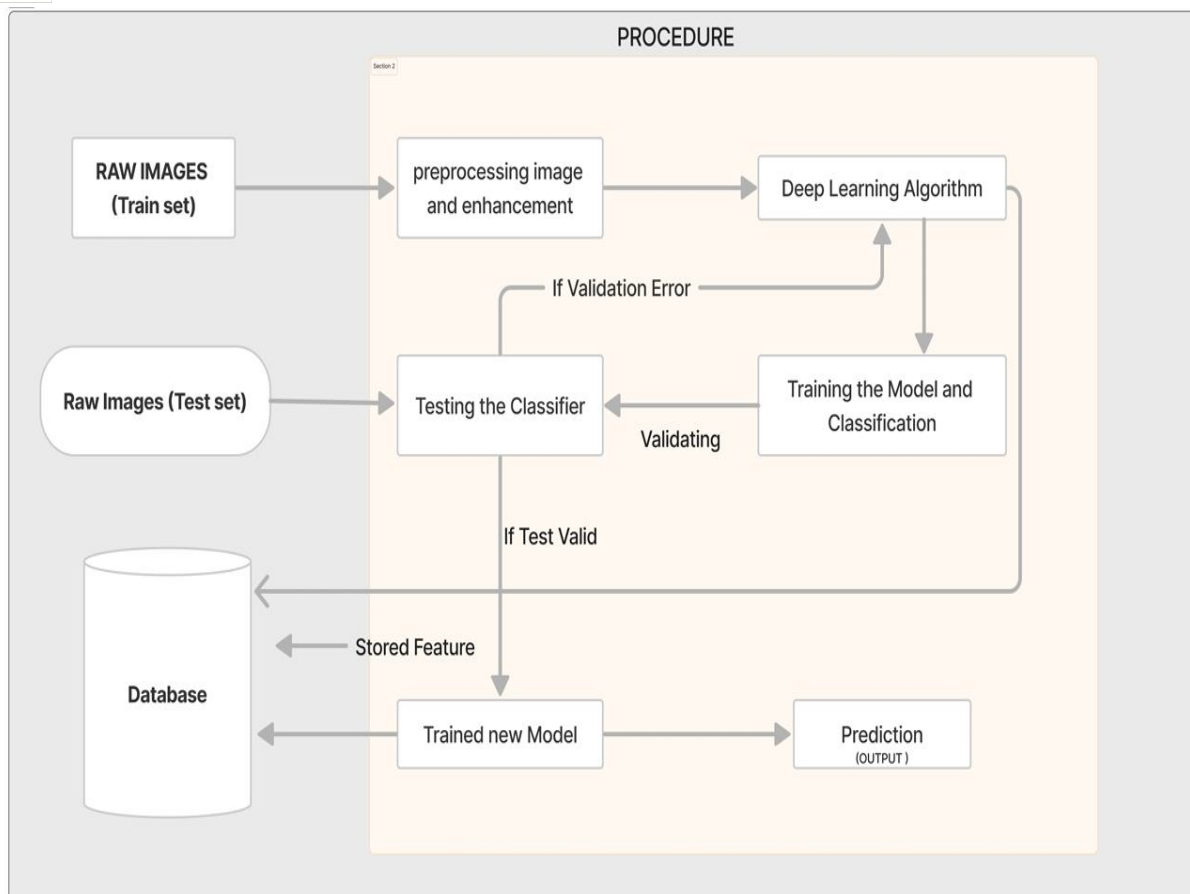 PROCEDURE
Section 2
RAW IMAGES
(Train set)
preprocessing image
and enhancement
Deep Learning Algorithm
If Validation Error
Raw Images (Test set)
Testing the Classifier
Training the Model and
Classification
Validating
If Test Valid
Stored Feature
Database
Trained new Model
Prediction
(OUTPUT )